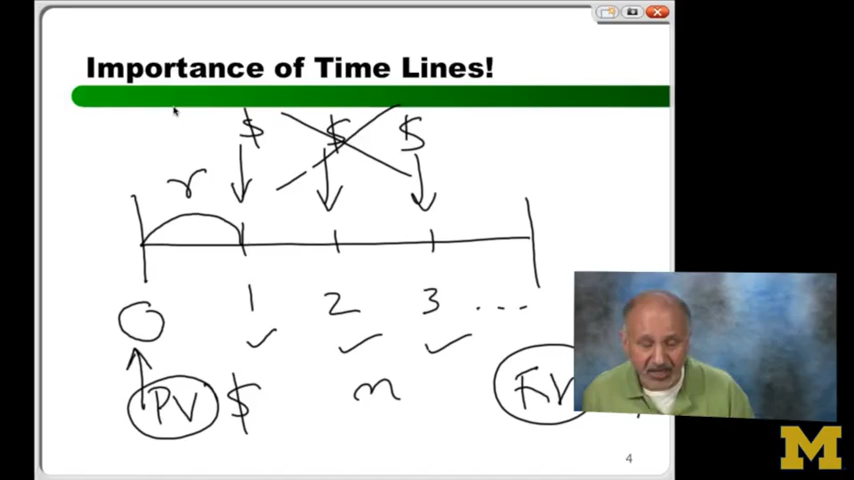 Importance of Time Lines!
$ $ $
r
0 1 2 3 ...
PV $ n FV
4
M